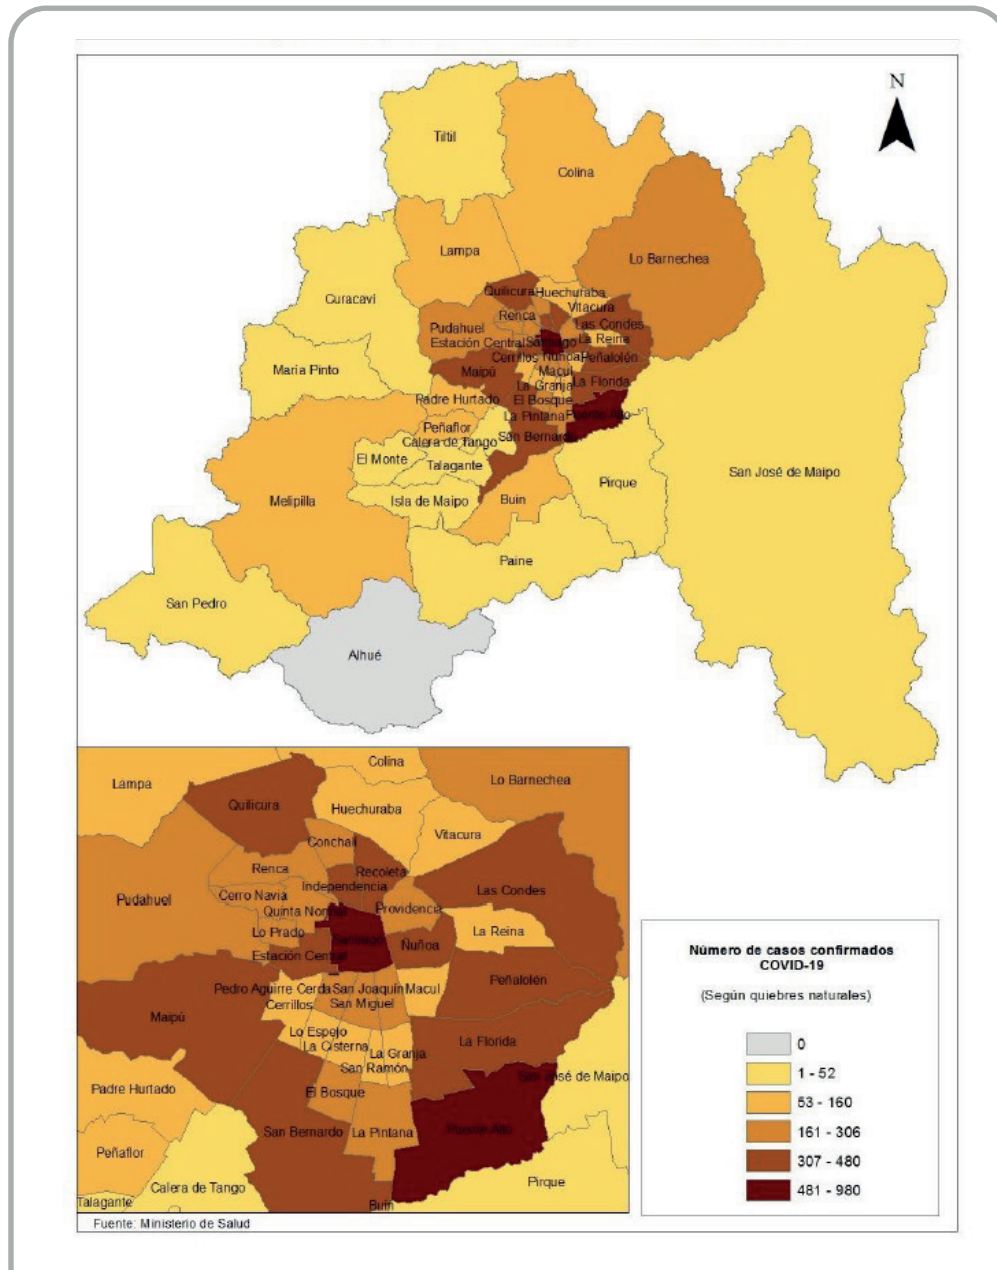 N
Tiltil
Colina
Lo Barnechea
Lampa
Curacaví
Quilicura
Huechuraba
Vitacura
Renca
Las Condes
Pudahuel
Estación Central
Santiago
La Reina
Cerrillos
Ñuñoa
Peñalolén
María Pinto
Maipú
Macul
La Granja
La Florida
Padre Hurtado
El Bosque
La Pintana
Puente Alto
Peñaflor
Calera de Tango
San Bernardo
El Monte
Talagante
San José de Maipo
Pirque
Melipilla
Isla de Maipo
Buin
Paine
San Pedro
Alhué
Colina
Lampa
Lo Barnechea
Quilicura
Huechuraba
Vitacura
Conchalí
Renca
Recoleta
Independencia
Las Condes
Cerro Navia
Pudahuel
Quinta Normal
Providencia
Lo Prado
Santiago
Ñuñoa
La Reina
Estación Central
Peñalolén
Pedro Aguirre Cerda
San Joaquín
Macul
Cerrillos
San Miguel
Maipú
Lo Espejo
La Cisterna
La Florida
La Granja
San Ramón
San José de Maipo
Padre Hurtado
El Bosque
San Bernardo
La Pintana
Puente Alto
Peñaflor
Calera de Tango
Pirque
Talagante
Buin
Fuente: Ministerio de Salud
Número de casos confirmados
COVID-19
(Según quiebres naturales)
0
1 - 52
53 - 160
161 - 306
307 - 480
481 - 980